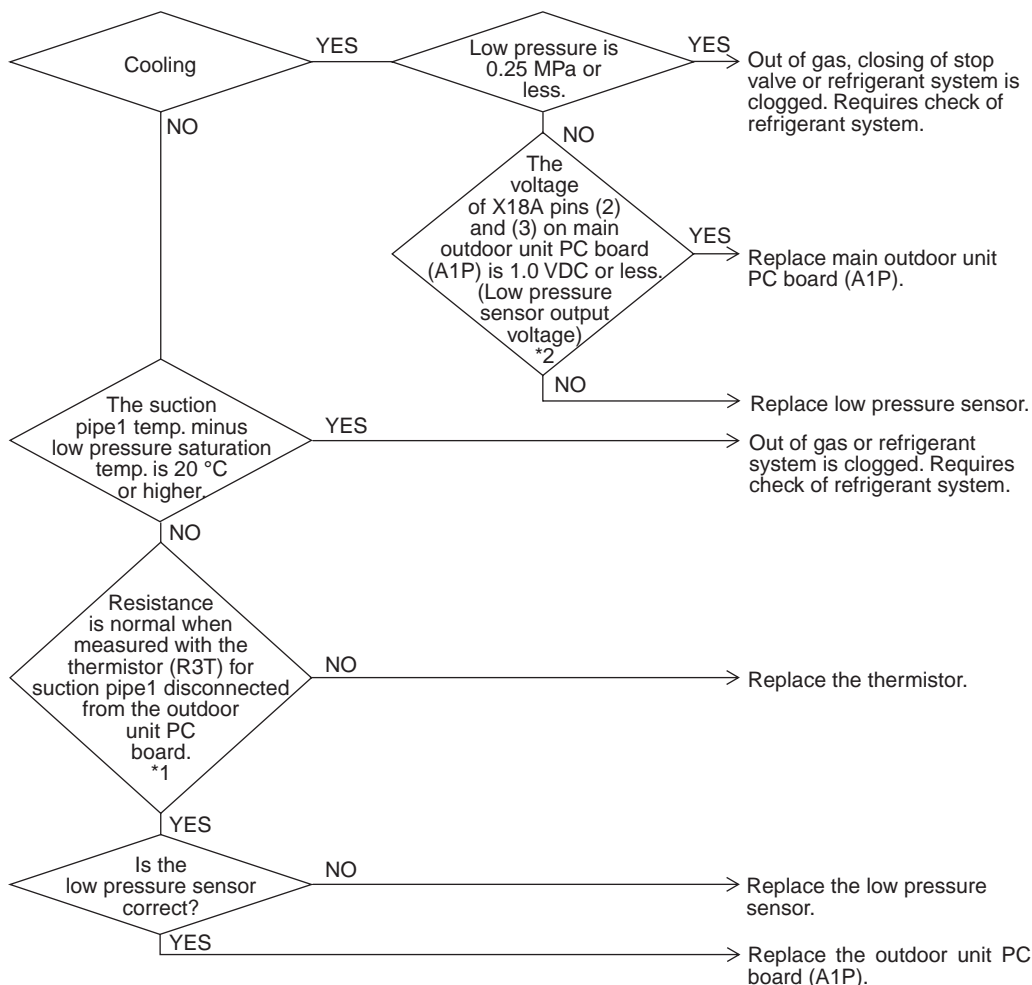 Cooling
YES
Low pressure is
0.25 MPa or
less.
YES
Out of gas, closing of stop
valve or refrigerant system is
clogged. Requires check of
refrigerant system.
NO
NO
The
voltage
of X18A pins (2)
and (3) on main
outdoor unit PC board
(A1P) is 1.0 VDC or less.
(Low pressure
sensor output
voltage)
*2
YES
Replace main outdoor unit
PC board (A1P).
NO
Replace low pressure sensor.
The suction
pipe1 temp. minus
low pressure saturation
temp. is 20 °C
or higher.
YES
Out of gas or refrigerant
system is clogged. Requires
check of refrigerant system.
NO
Resistance
is normal when
measured with the
thermistor (R3T) for
suction pipe1 disconnected
from the outdoor
unit PC
board.
*1
NO
Replace the thermistor.
YES
Is the
low pressure sensor
correct?
NO
Replace the low pressure
sensor.
YES
Replace the outdoor unit PC
board (A1P).